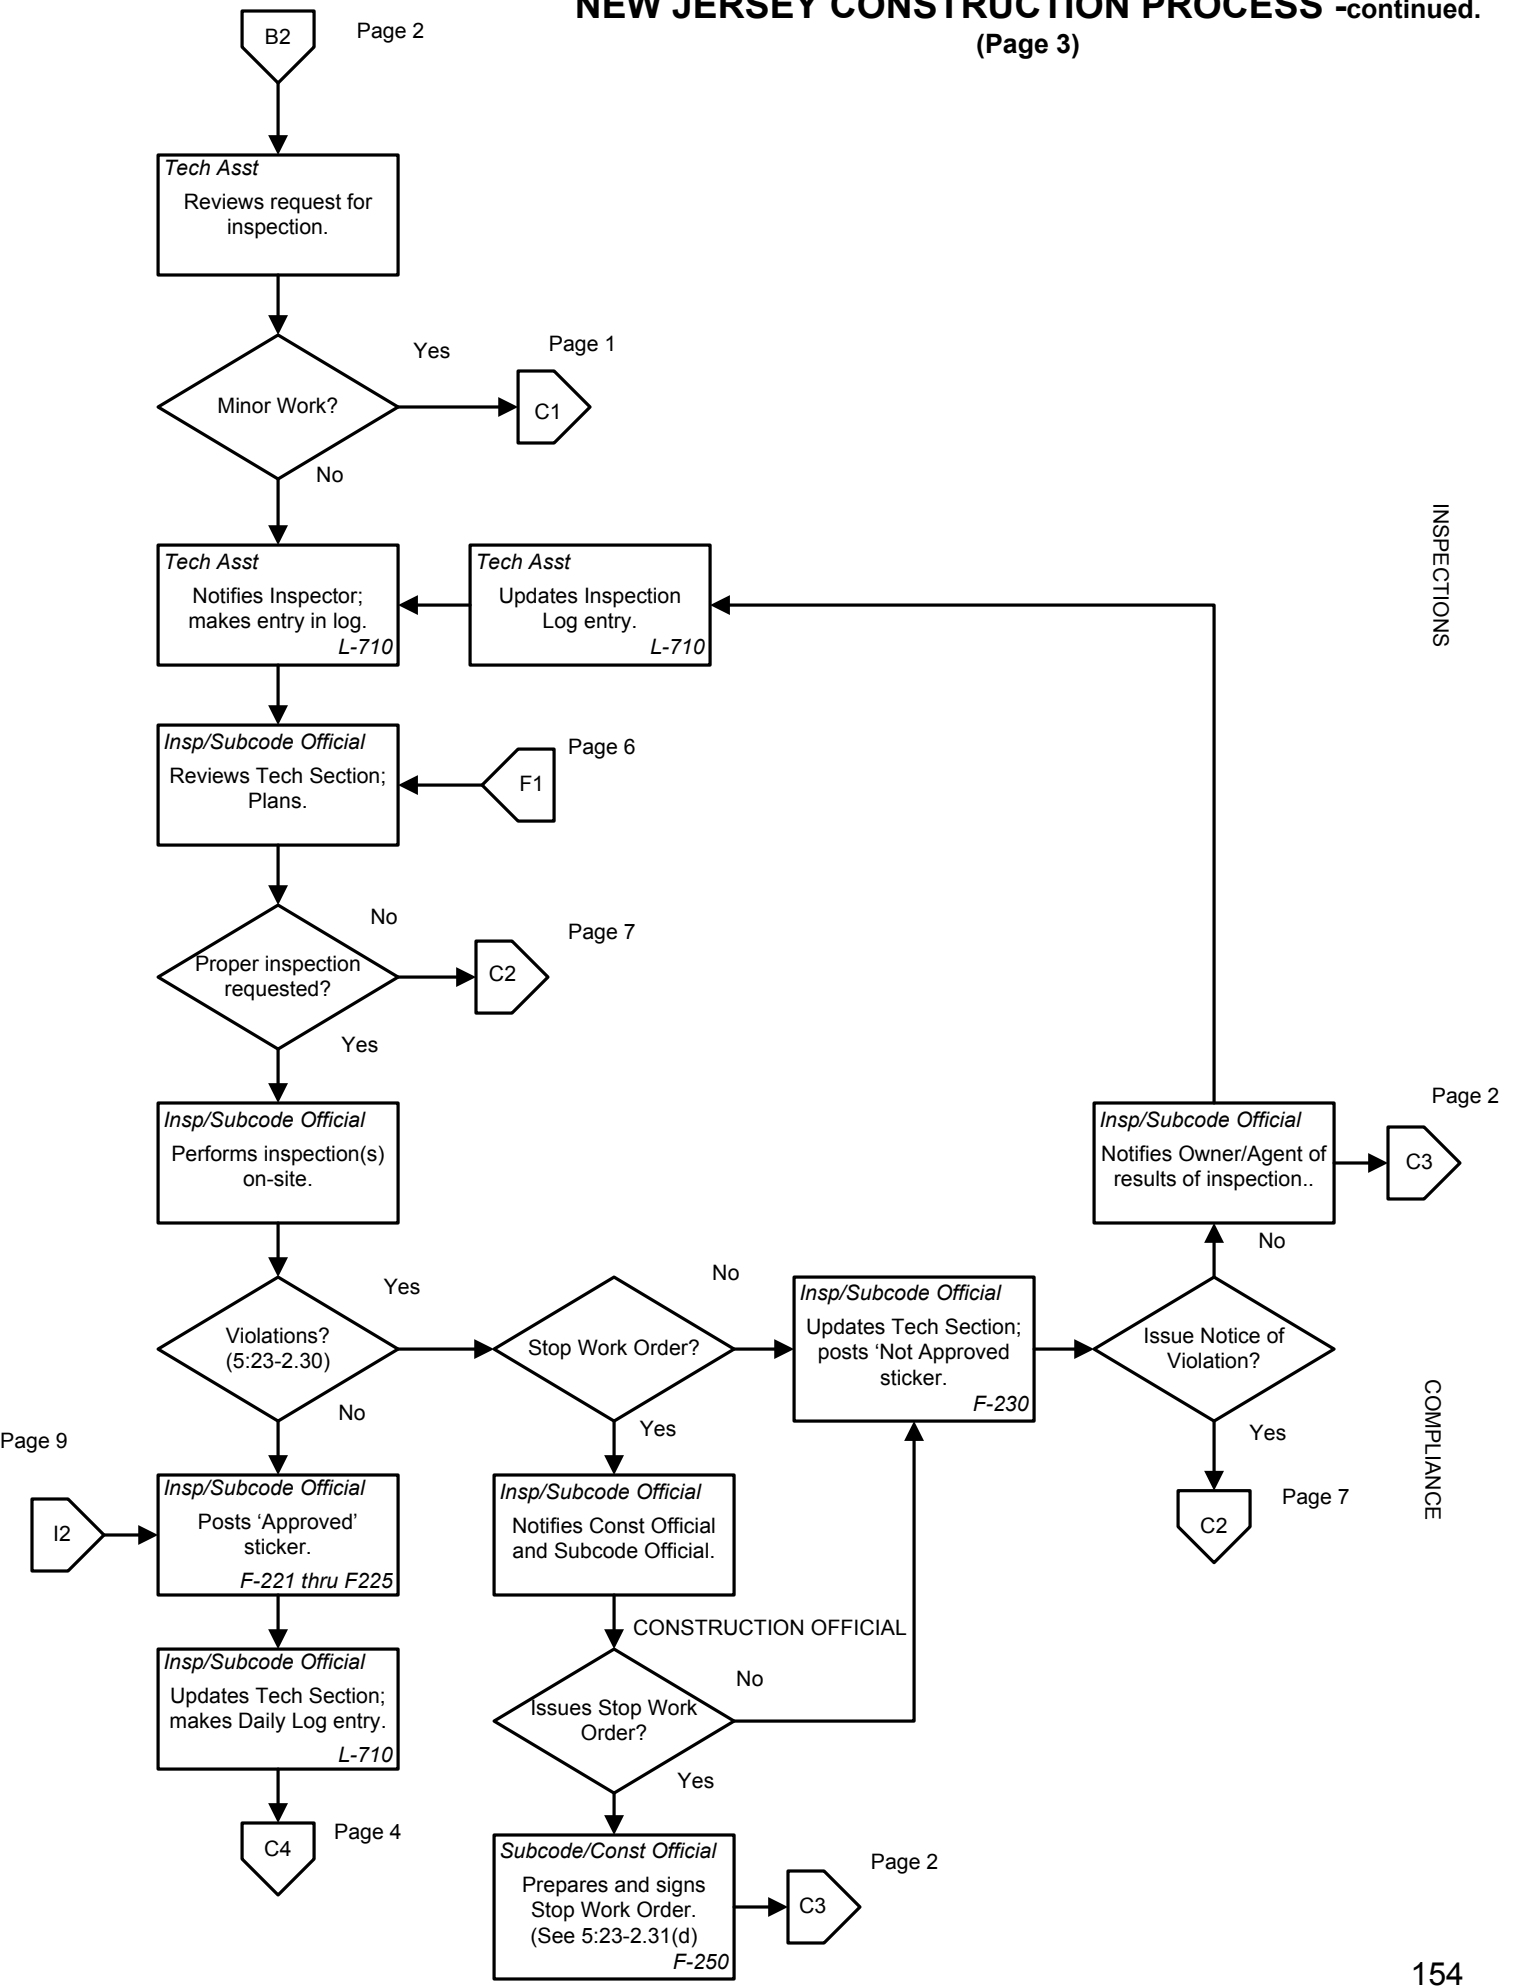 NEW JERSEY CONSTRUCTION PROCESS -continued.
(Page 3)
B2
Page 2
Tech Asst
Reviews request for
inspection.
Minor Work?
Yes
Page 1
C1
No
Tech Asst
Notifies Inspector;
makes entry in log.
L-710
Tech Asst
Updates Inspection
Log entry.
L-710
INSPECTIONS
Insp/Subcode Official
Reviews Tech Section;
Plans.
Page 6
F1
Proper inspection
requested?
No
Page 7
C2
Yes
Insp/Subcode Official
Performs inspection(s)
on-site.
Insp/Subcode Official
Notifies Owner/Agent of
results of inspection..
Page 2
C3
No
Violations?
(5:23-2.30)
Yes
Stop Work Order?
No
Insp/Subcode Official
Updates Tech Section;
posts ‘Not Approved
sticker.
F-230
Issue Notice of
Violation?
Yes
Page 7
C2
COMPLIANCE
No
Page 9
I2
Insp/Subcode Official
Posts ‘Approved’
sticker.
F-221 thru F225
Yes
Insp/Subcode Official
Notifies Const Official
and Subcode Official.
CONSTRUCTION OFFICIAL
Insp/Subcode Official
Updates Tech Section;
makes Daily Log entry.
L-710
Issues Stop Work
Order?
No
Yes
C4
Page 4
Subcode/Const Official
Prepares and signs
Stop Work Order.
(See 5:23-2.31(d)
F-250
Page 2
C3
154